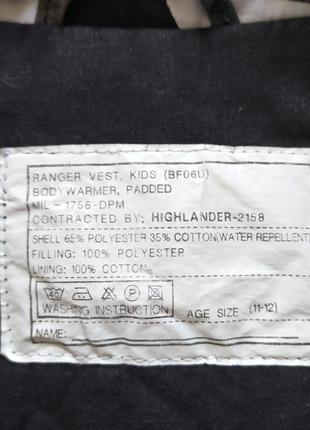 RANGER VEST, KIDS (BF06U)
BODYWARMER, PADDED
MIL - 1756-DPM
CONTRACTED BY: HIGHLANDER-2158
SHELL 65% POLYESTER 35% COTTON,WATER REPELLENT
FILLING: 100% POLYESTER
LINING: 100% COTTON
40
WASHING INSTRUCTION
AGE SIZE (11-12)
NAME: